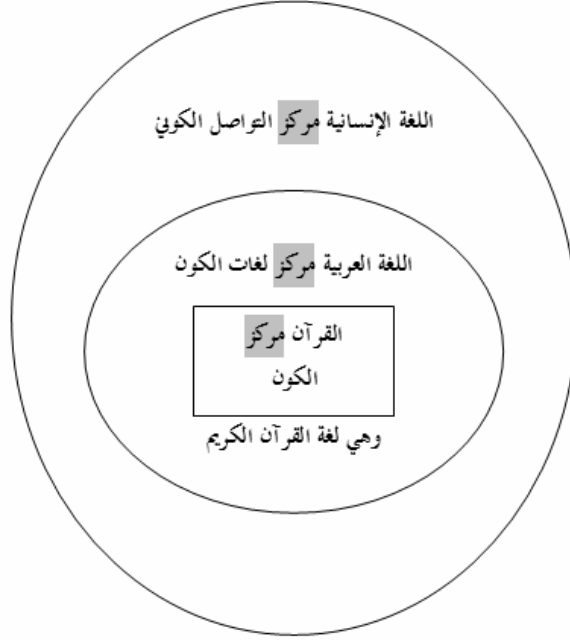 اللغة الإنسانية مركز التواصل الكوني
اللغة العربية مركز لغات الكون
القرآن مركز
الكون
وهي لغة القرآن الكريم